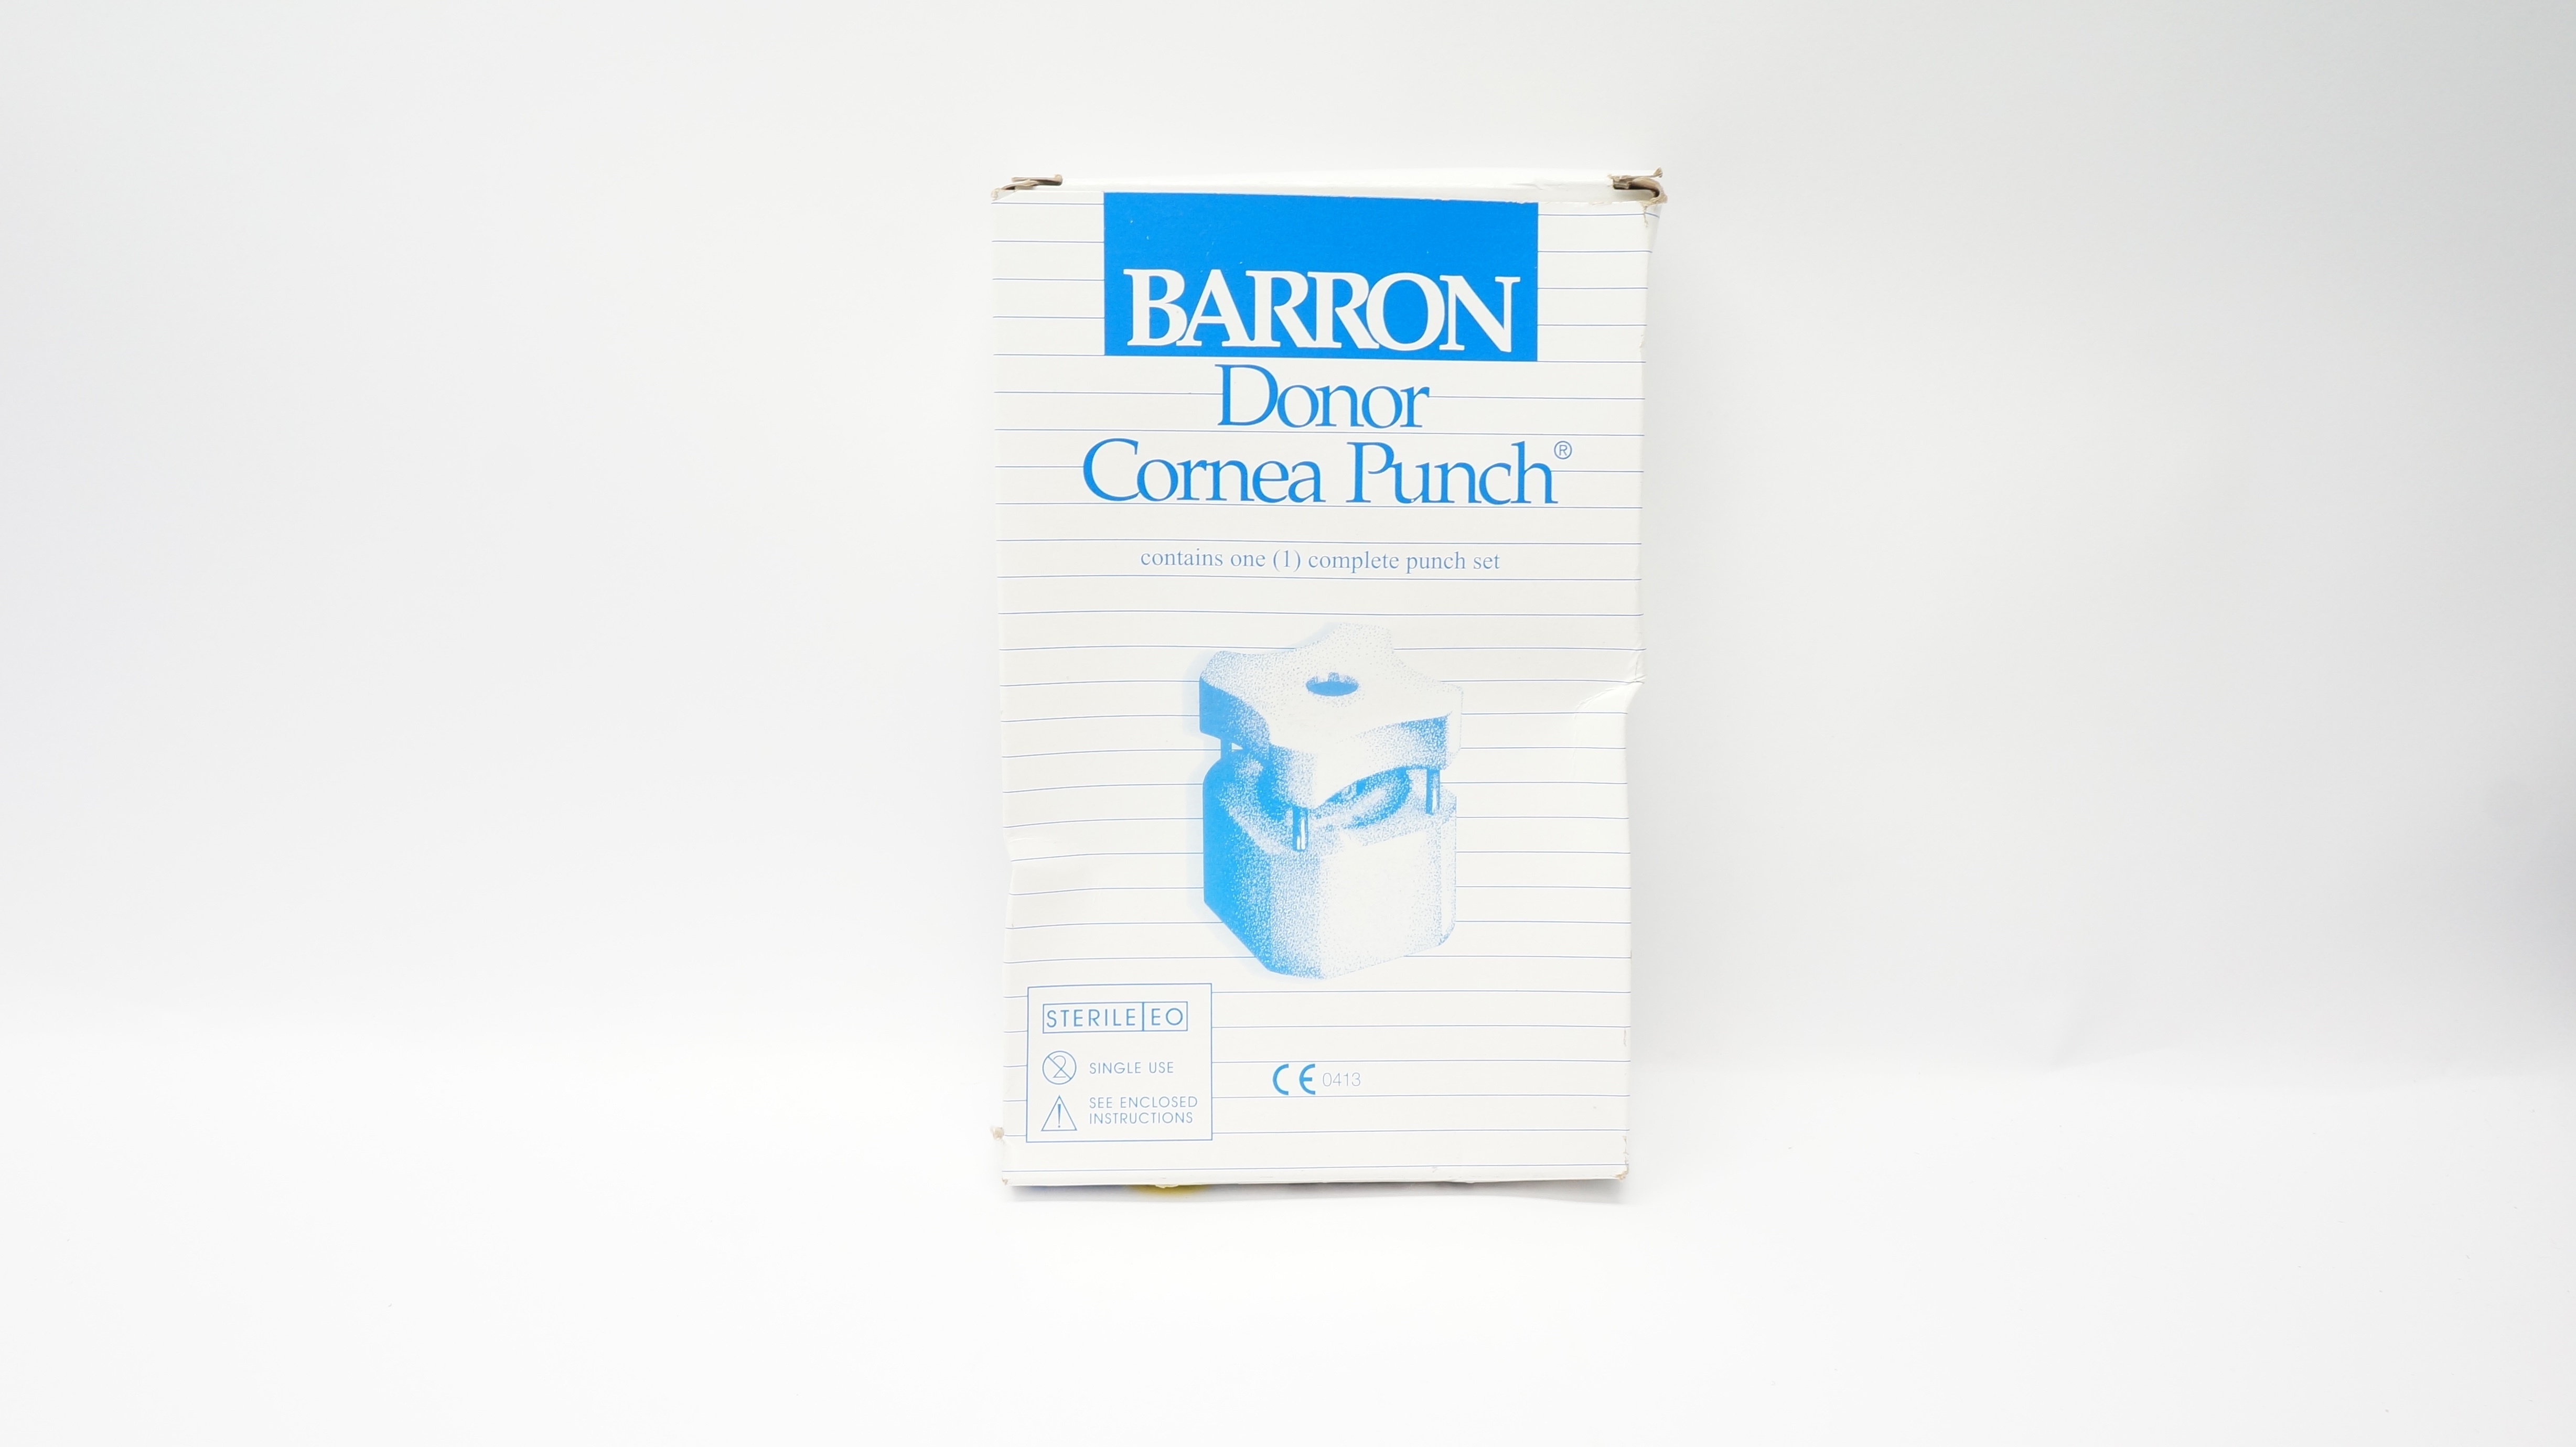 BARRON
Donor
Cornea Punch®
contains one (1) complete punch set
STERILE EO
2 SINGLE USE
! SEE ENCLOSED
INSTRUCTIONS
CE 0413